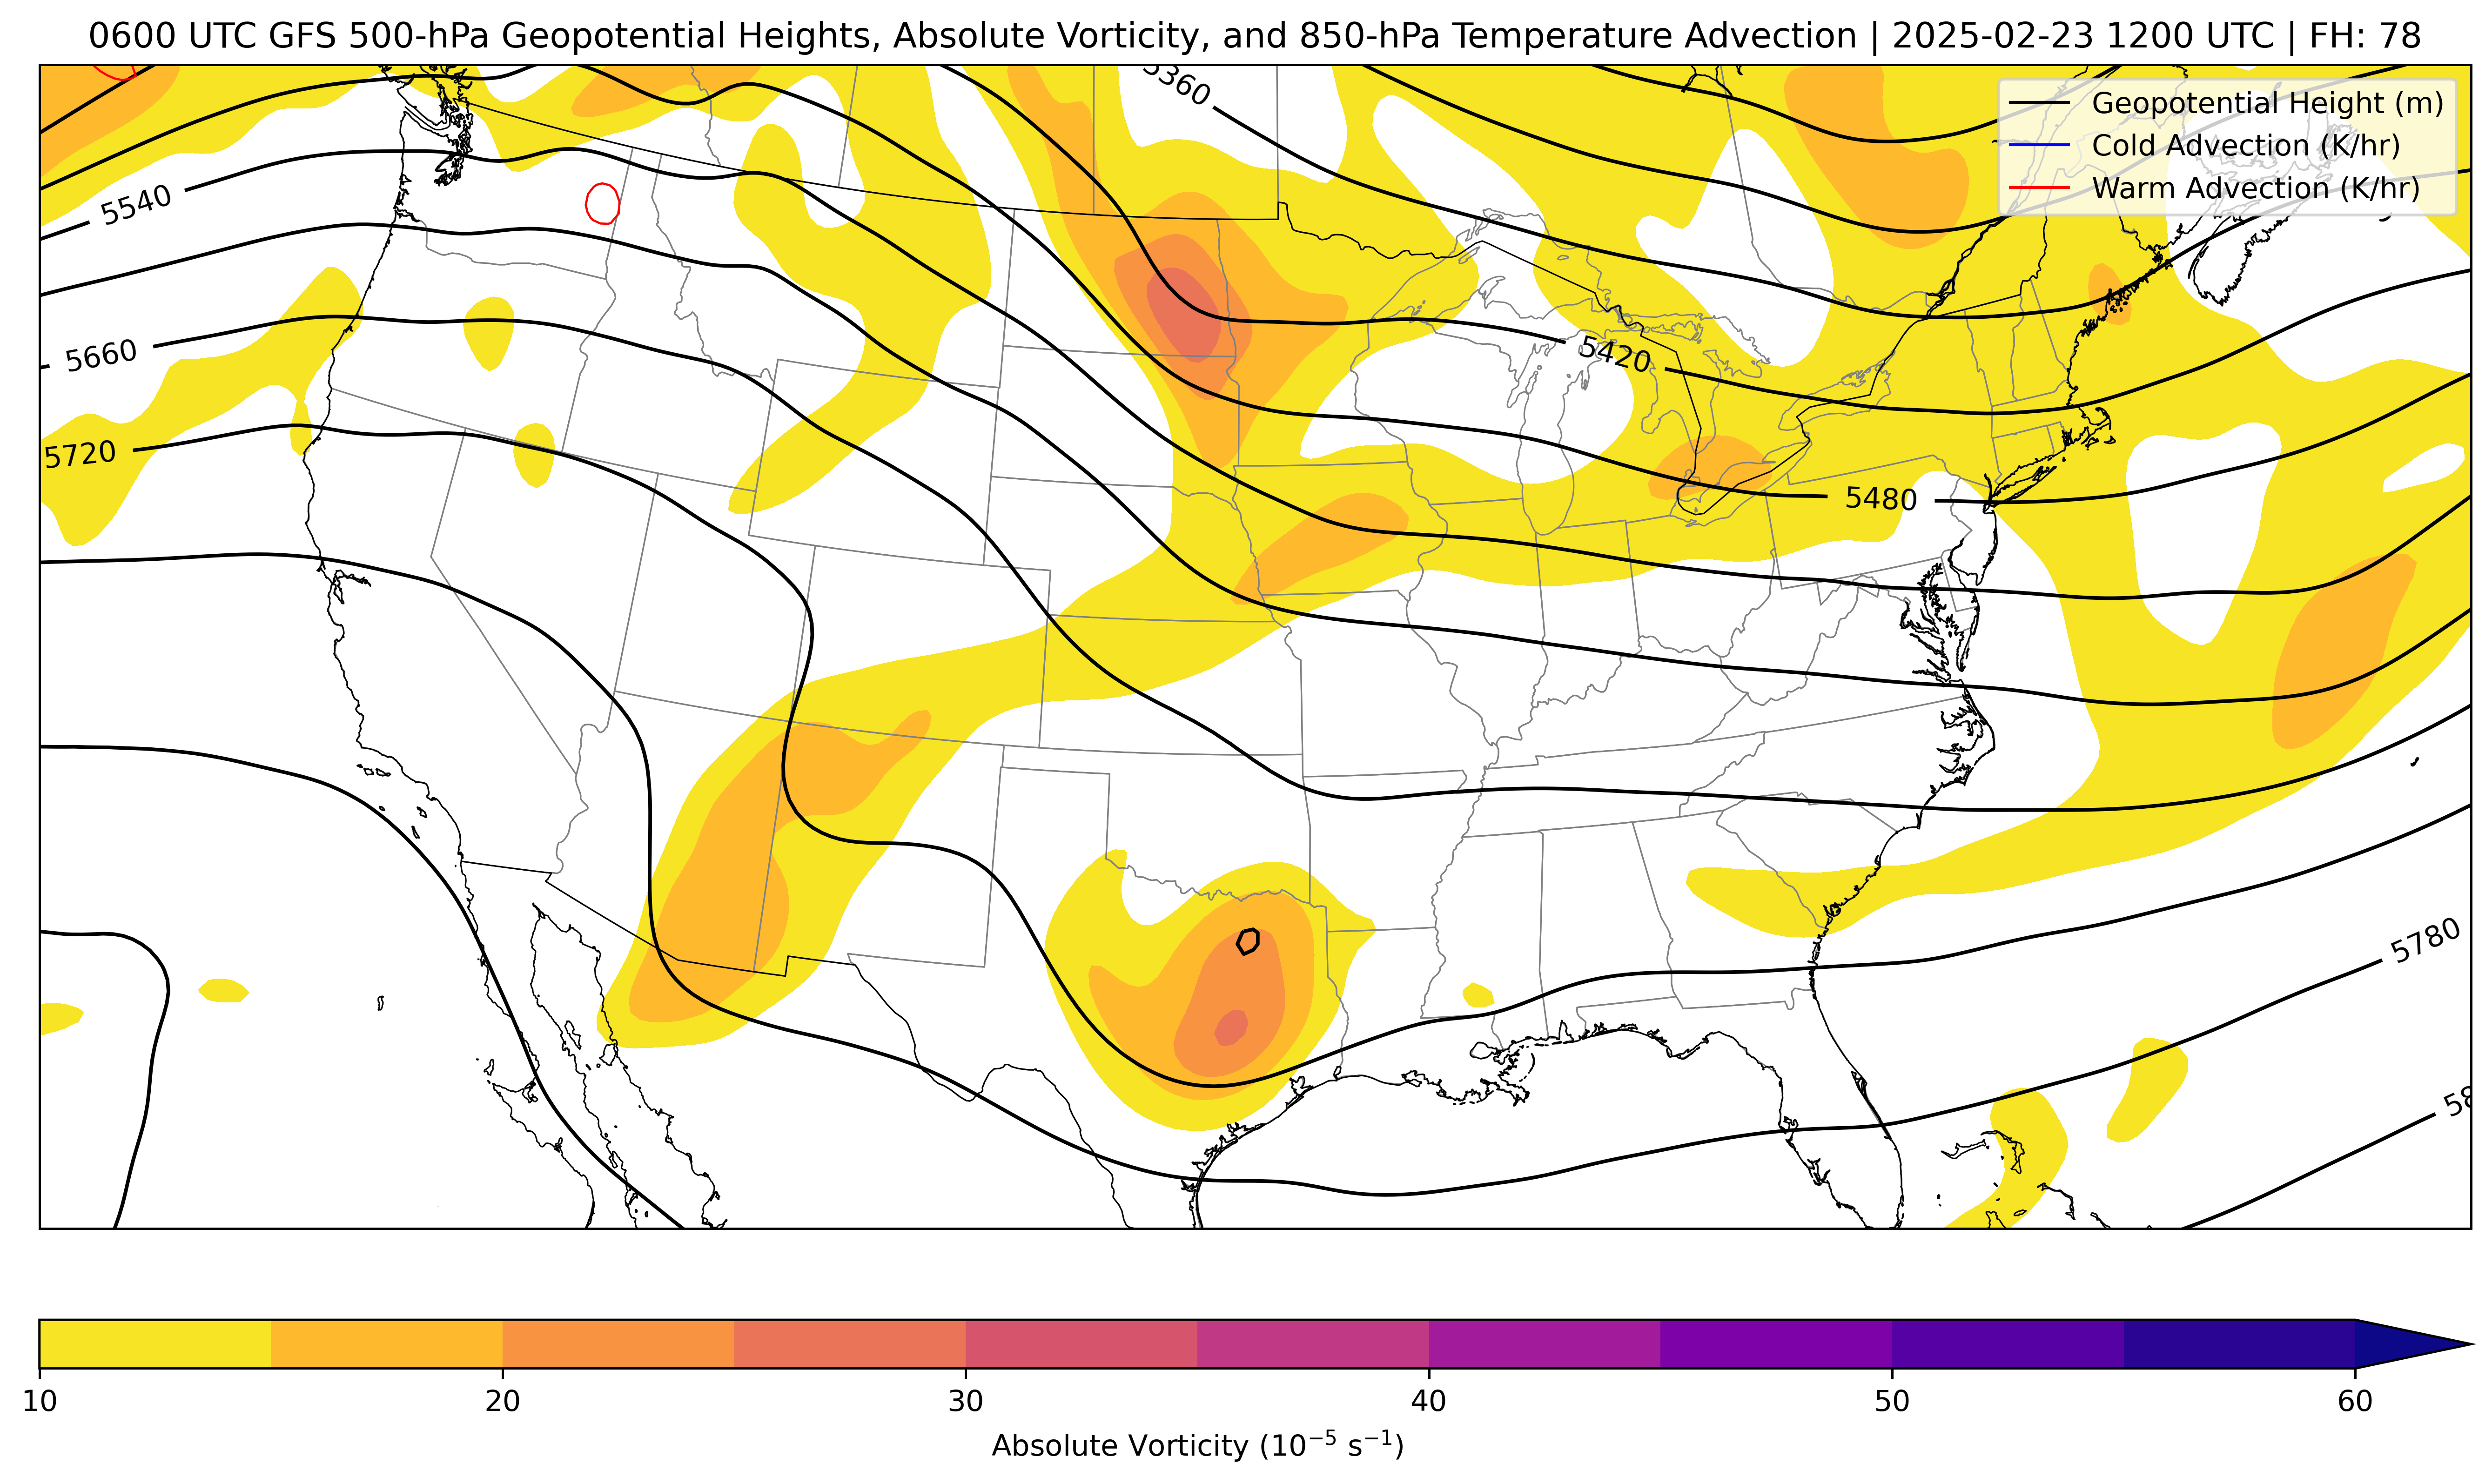 0600 UTC GFS 500-hPa Geopotential Heights, Absolute Vorticity, and 850-hPa Temperature Advection | 2025-02-23 1200 UTC | FH: 78
5360
Geopotential Height (m)
Cold Advection (K/hr)
Warm Advection (K/hr)
5540
5660
5420
5720
5480
5780
58
10 20 30 40 50 60
Absolute Vorticity (10⁻⁵ s⁻¹)